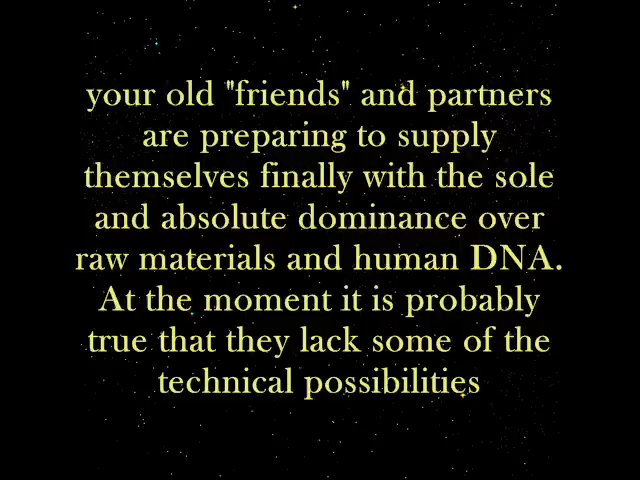 your old "friends" and partners
are preparing to supply
themselves finally with the sole
and absolute dominance over
raw materials and human DNA.
At the moment it is probably
true that they lack some of the
technical possibilities